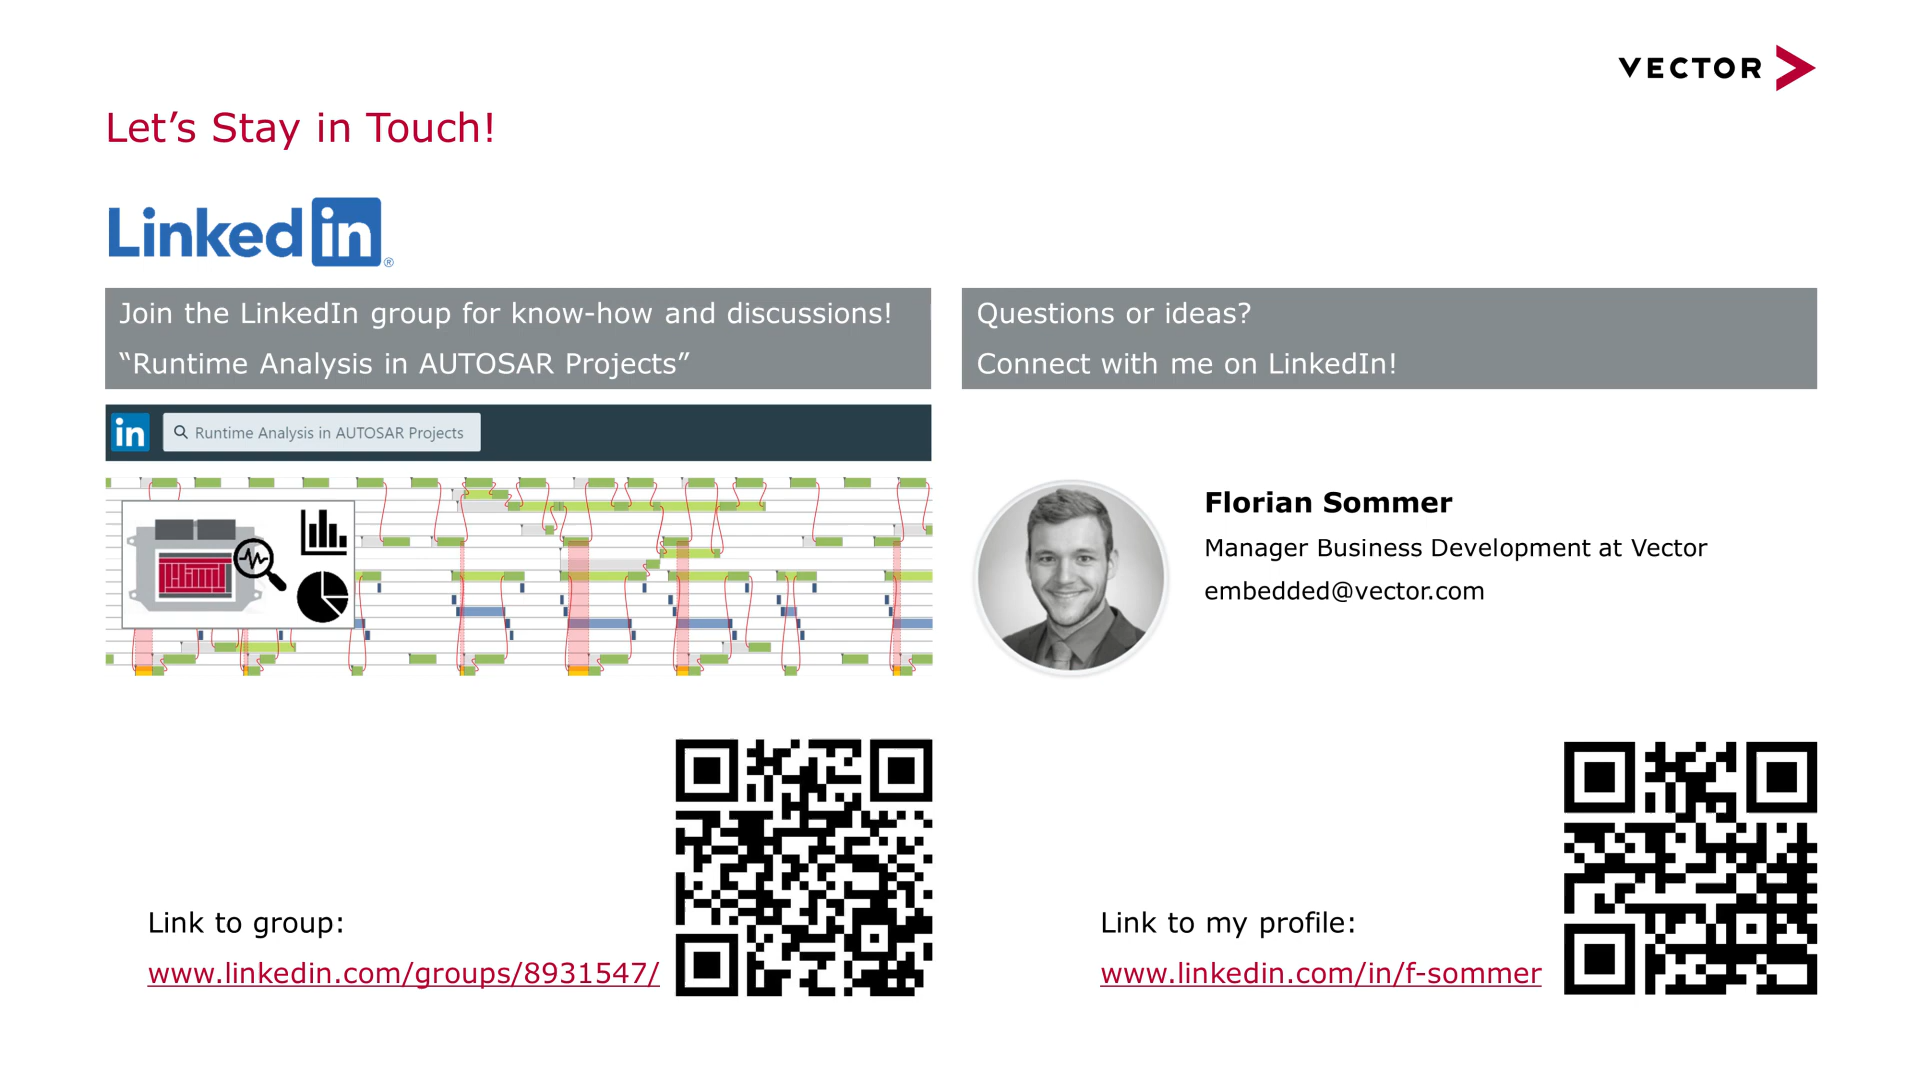 VECTOR
Let’s Stay in Touch!
Linked in ®
Join the LinkedIn group for know-how and discussions!
“Runtime Analysis in AUTOSAR Projects”
in Runtime Analysis in AUTOSAR Projects
Link to group:
www.linkedin.com/groups/8931547/
Questions or ideas?
Connect with me on LinkedIn!
Florian Sommer
Manager Business Development at Vector
embedded@vector.com
Link to my profile:
www.linkedin.com/in/f-sommer